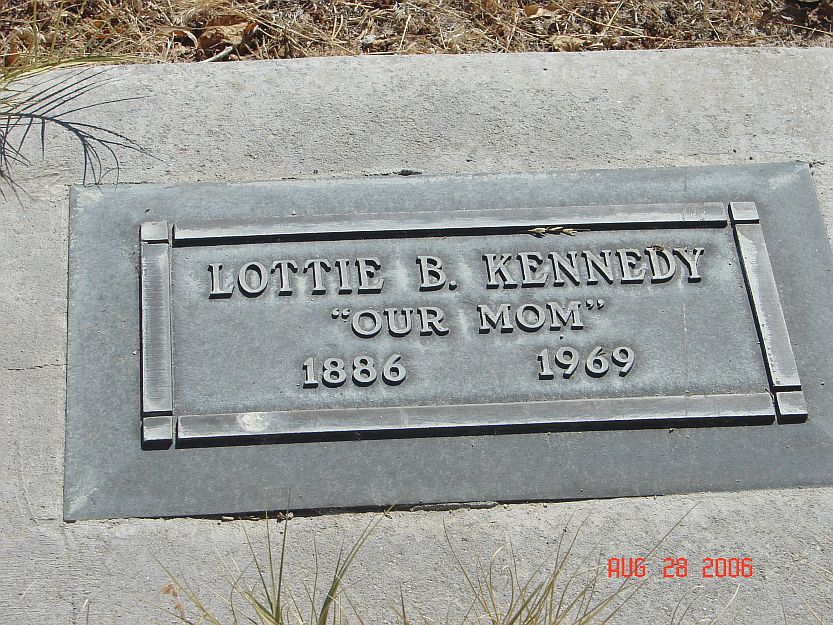 LOTTIE B. KENNEDY
"OUR MOM"
1886 1969
AUG 28 2006